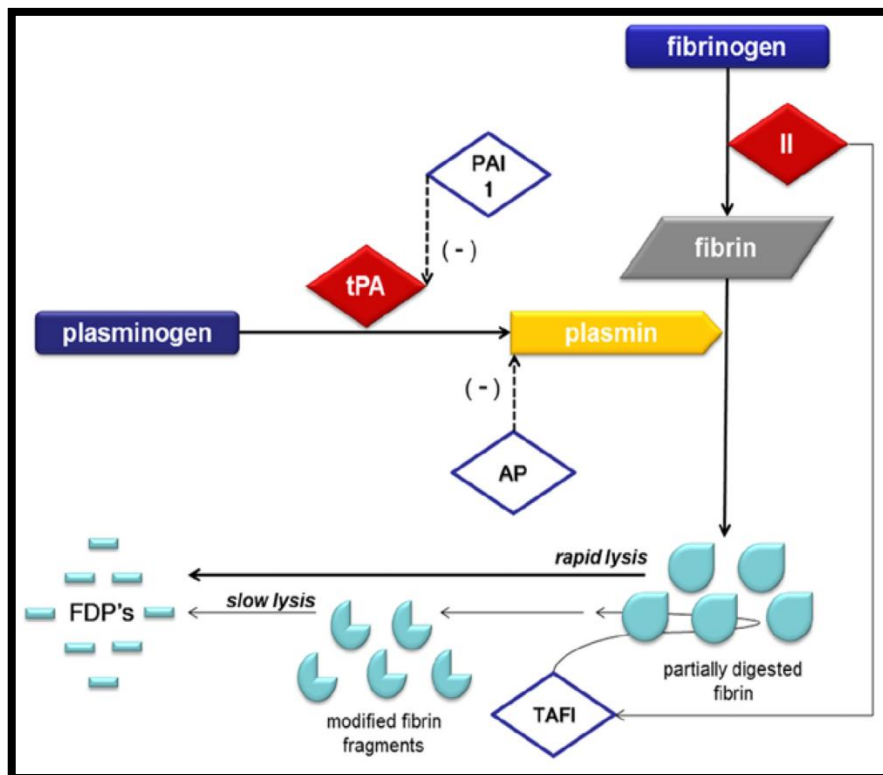 fibrinogen
II
PAI
1
(-)
fibrin
tPA
plasminogen
plasmin
(-)
AP
rapid lysis
slow lysis
FDP's
partially digested
fibrin
TAFI
modified fibrin
fragments